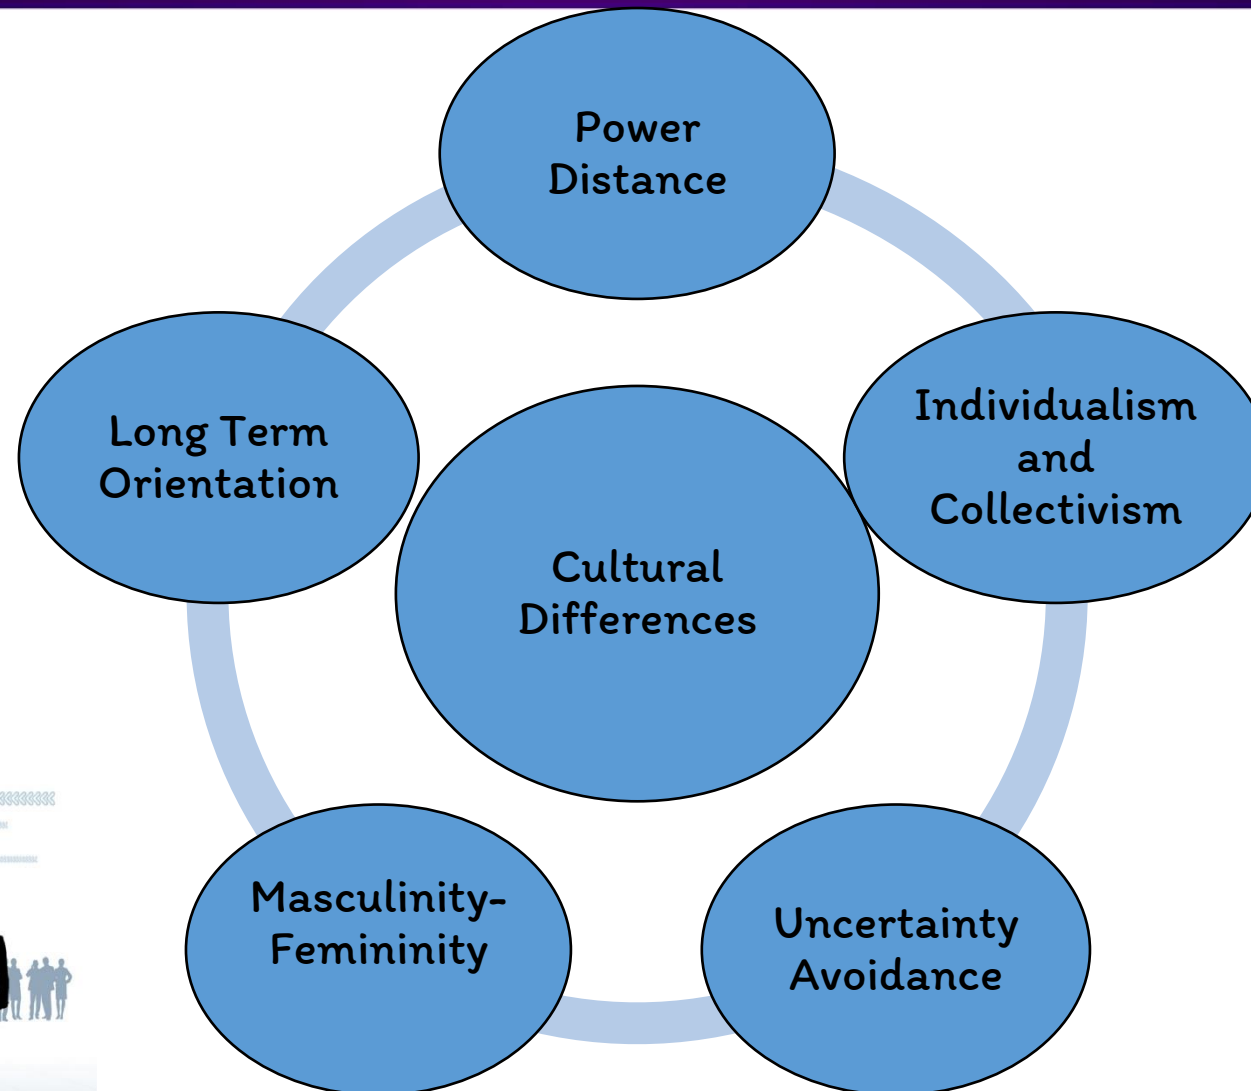 Power
Distance
Individualism
and
Collectivism
Uncertainty
Avoidance
Masculinity-
Femininity
Long Term
Orientation
Cultural
Differences